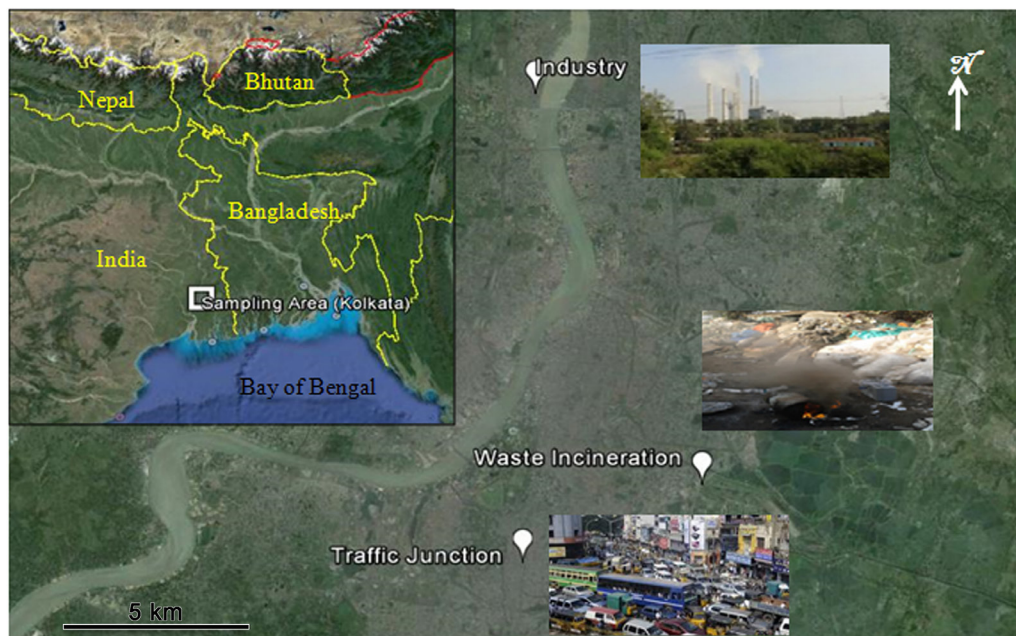 Nepal
Bhutan
Bangladesh
India
Sampling Area (Kolkata)
Bay of Bengal
Industry
N
Waste Incineration
Traffic Junction
5 km